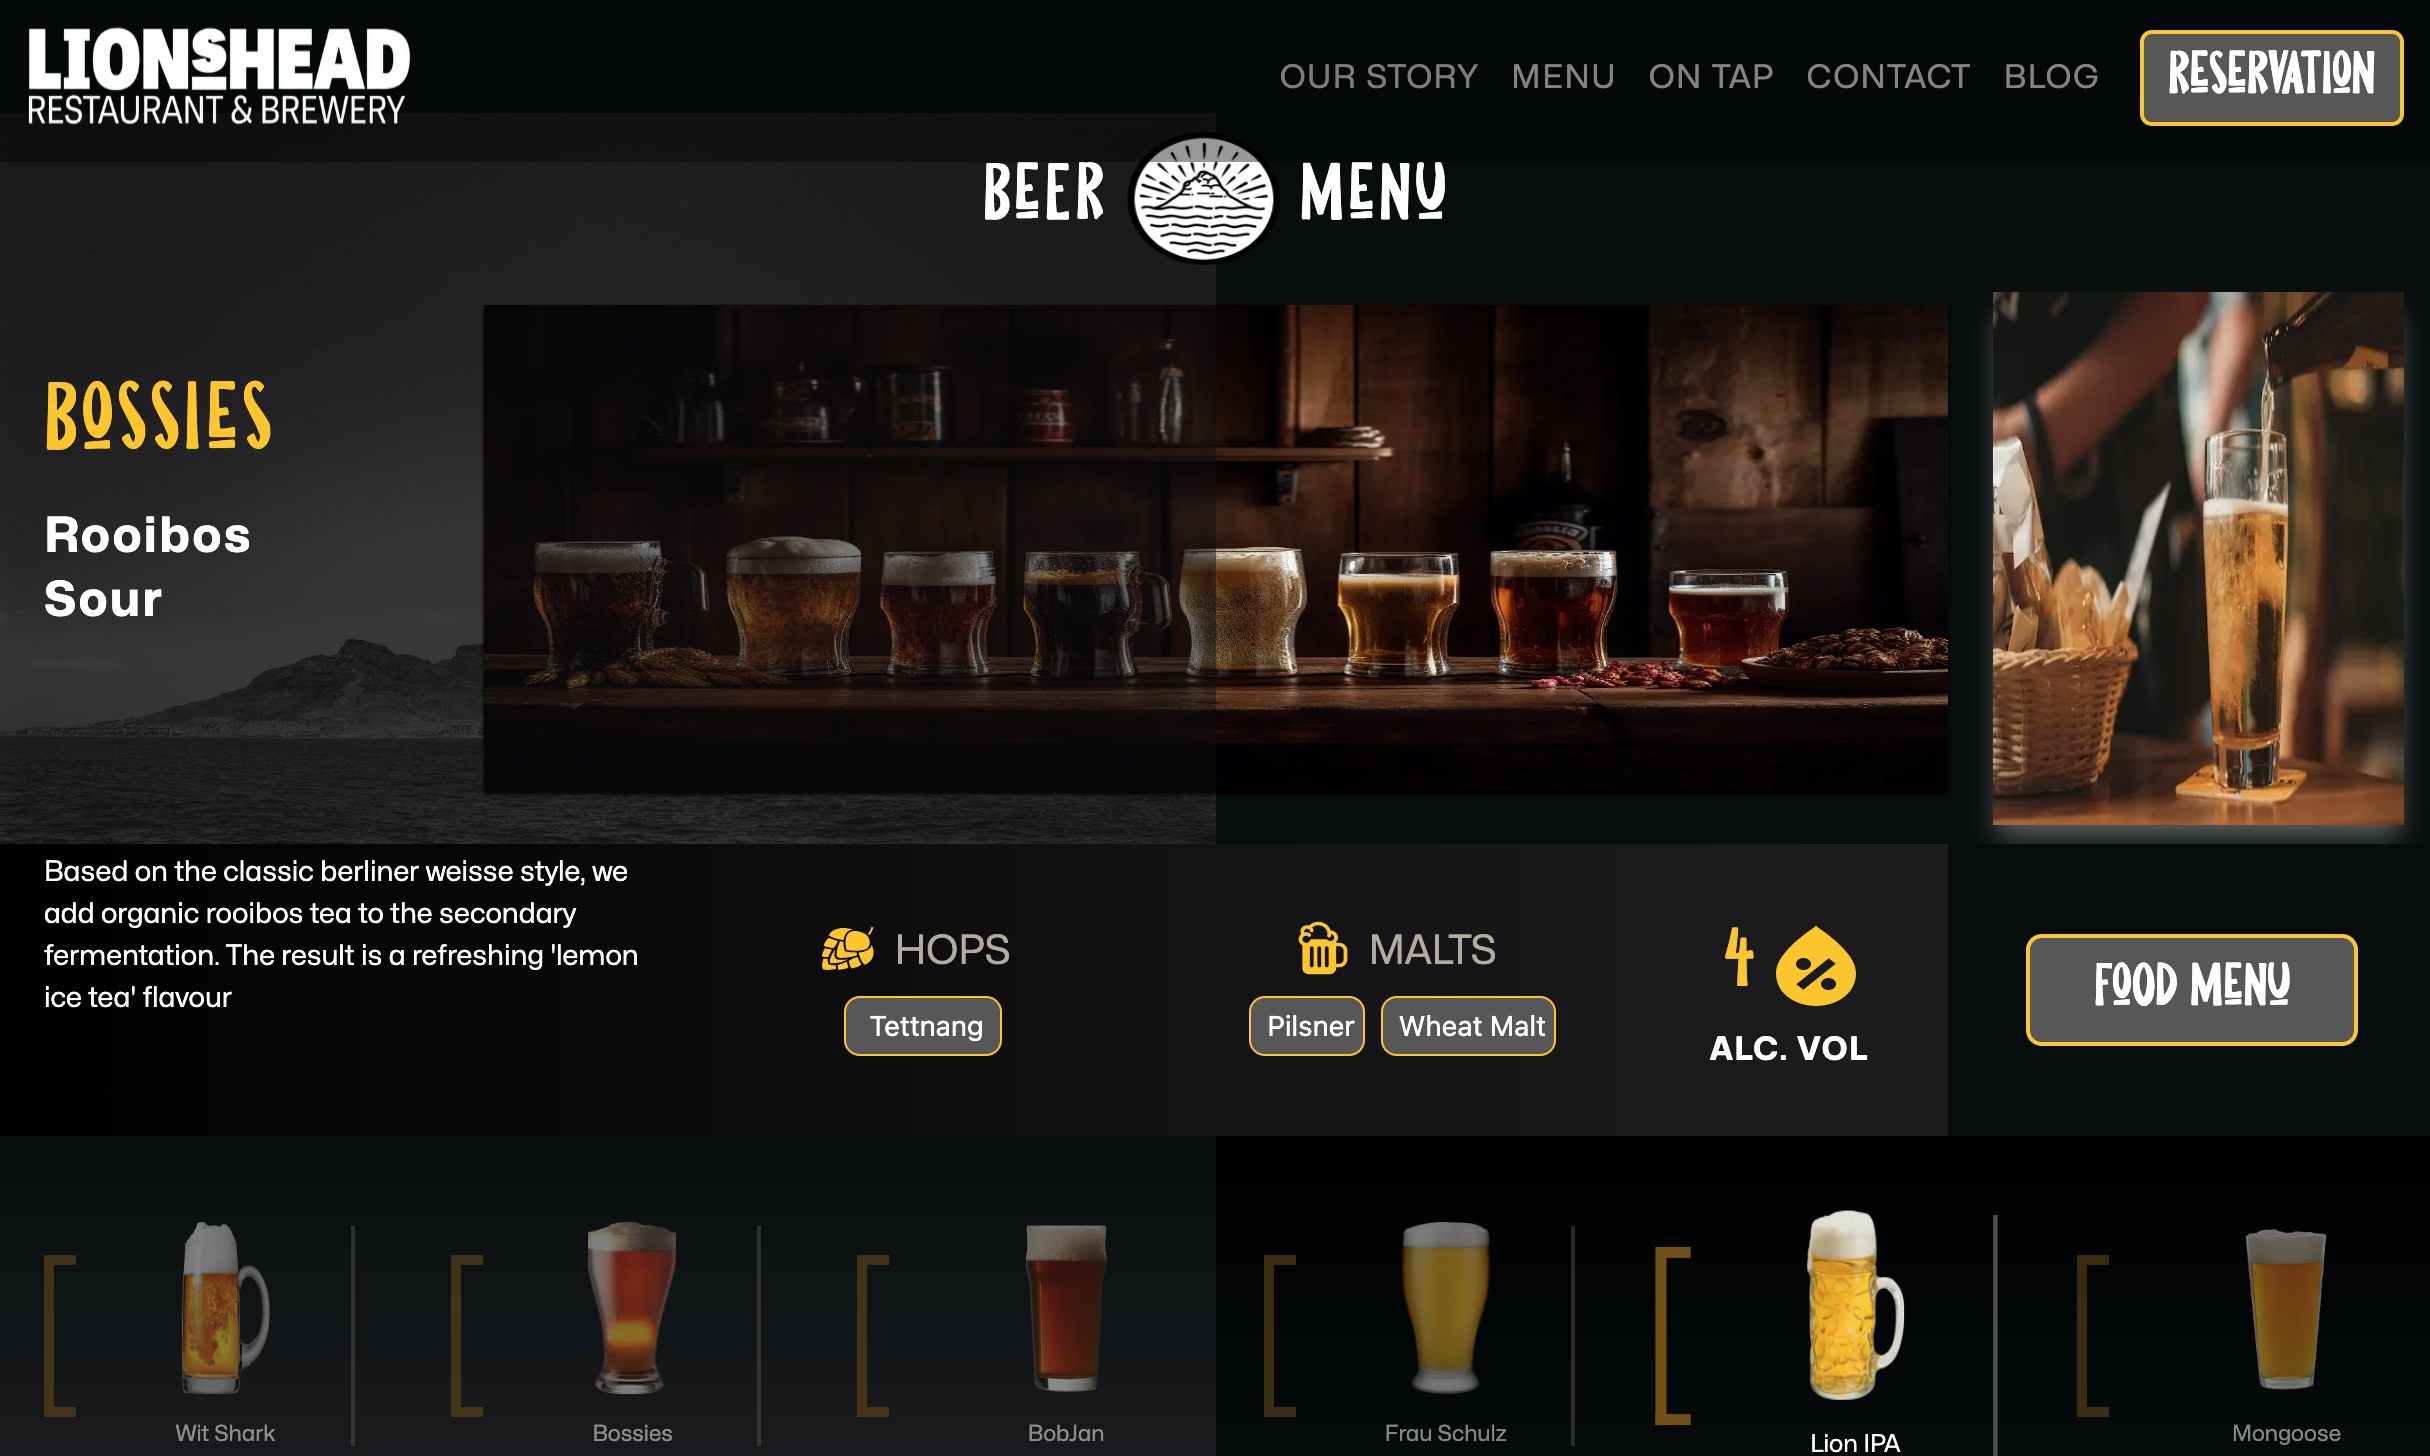 LIONSHEAD
RESTAURANT & BREWERY
OUR STORY MENU ON TAP CONTACT BLOG RESERVATION
BEER MENU
BOSSIES
Rooibos
Sour
Based on the classic berliner weisse style, we
add organic rooibos tea to the secondary
fermentation. The result is a refreshing 'lemon
ice tea' flavour
HOPS
Tettnang
MALTS
Pilsner Wheat Malt
4 %
ALC. VOL
FOOD MENU
Wit Shark
Bossies
BobJan
Frau Schulz
Lion IPA
Mongoose